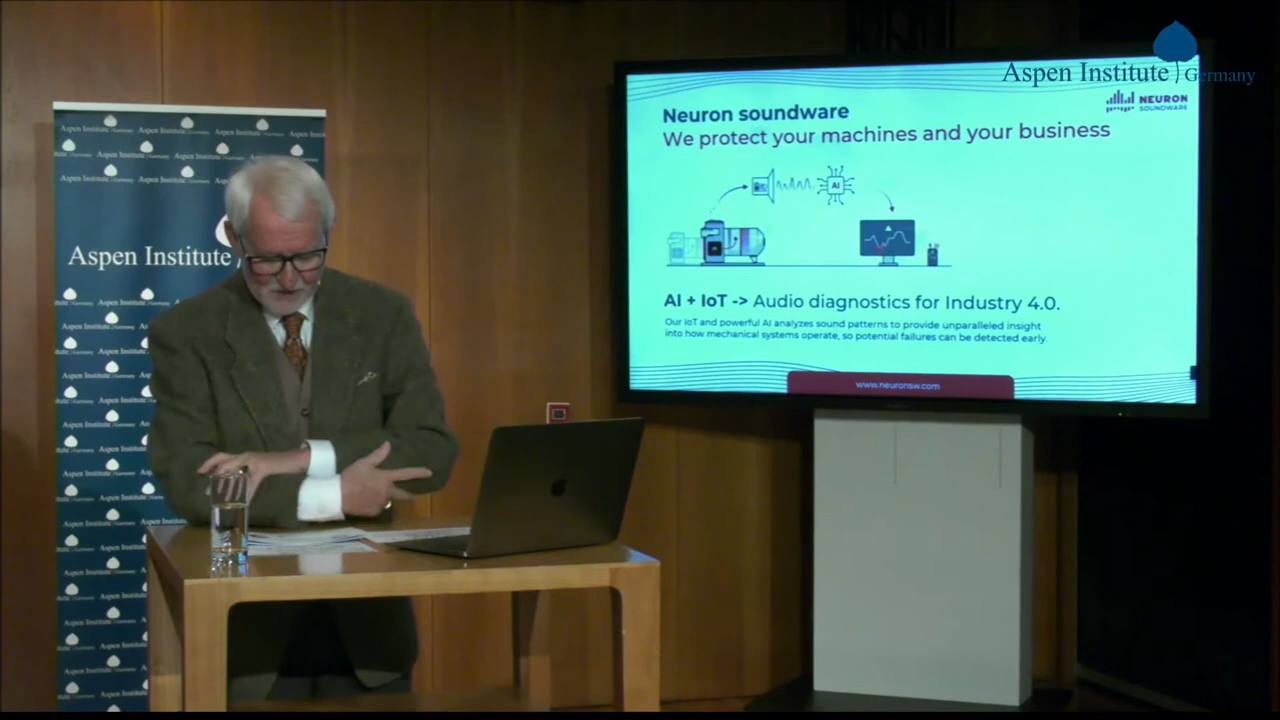 Aspen Institute Germany
Aspen Institute
Neuron soundware
We protect your machines and your business
NEURON
SOUNDWARE
AI
AI + IoT -> Audio diagnostics for Industry 4.0.
Our IoT and powerful AI analyzes sound patterns to provide unparalleled insight
into how mechanical systems operate, so potential failures can be detected early.
www.neuronsw.com